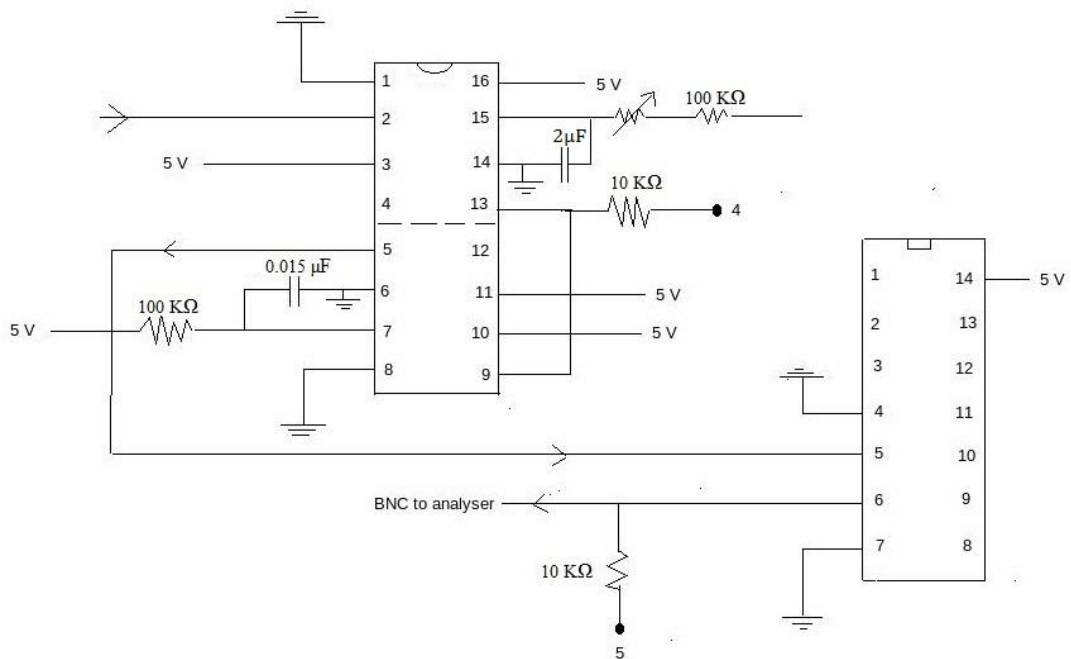 1 16 5 V
2 15 100 KΩ
5 V 3 14 2µF
4 13 10 KΩ 4
5 12
0.015 µF 6 11 5 V
5 V 100 KΩ 7 10 5 V
8 9
1 14 5 V
2 13
3 12
4 11
5 10
BNC to analyser 6 9
10 KΩ 7 8
5